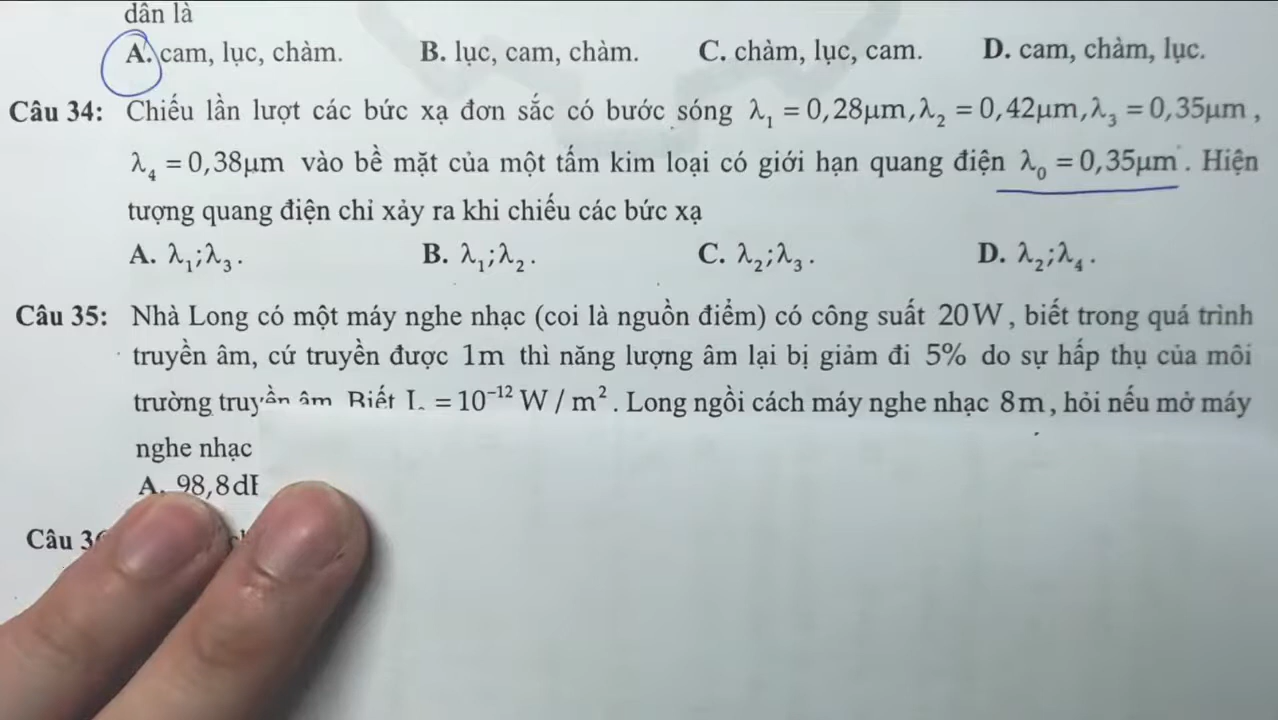 dần là
A. cam, lục, chàm. B. lục, cam, chàm. C. chàm, lục, cam. D. cam, chàm, lục.
Câu 34: Chiếu lần lượt các bức xạ đơn sắc có bước sóng λ₁ = 0,28μm, λ₂ = 0,42μm, λ₃ = 0,35μm,
λ₄ = 0,38μm vào bề mặt của một tấm kim loại có giới hạn quang điện λ₀ = 0,35μm. Hiện
tượng quang điện chỉ xảy ra khi chiếu các bức xạ
A. λ₁;λ₃. B. λ₁;λ₂. C. λ₂;λ₃. D. λ₂;λ₄.
Câu 35: Nhà Long có một máy nghe nhạc (coi là nguồn điểm) có công suất 20W, biết trong quá trình
truyền âm, cứ truyền được 1m thì năng lượng âm lại bị giảm đi 5% do sự hấp thụ của môi
trường truyền âm. Biết = 10⁻¹² W / m². Long ngồi cách máy nghe nhạc 8m, hỏi nếu mở máy
nghe nhạc
A. 98,8
Câu